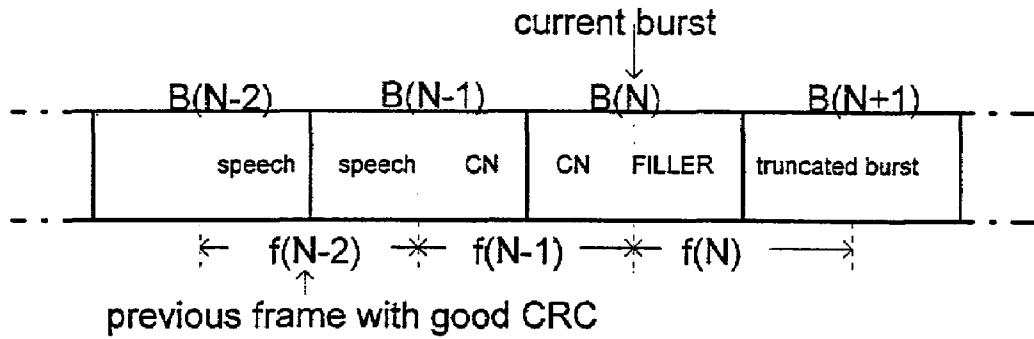 current burst
B(N-2) B(N-1) B(N) B(N+1)
speech speech CN CN FILLER truncated burst
f(N-2) f(N-1) f(N)
previous frame with good CRC